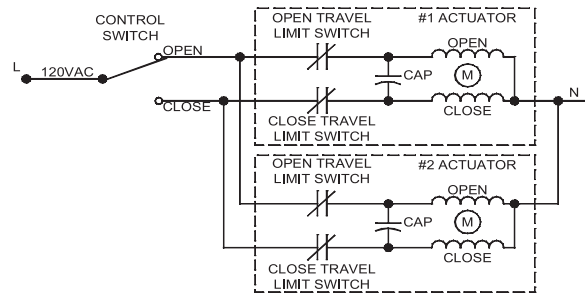 CONTROL
SWITCH
L
120VAC
OPEN
CLOSE
OPEN TRAVEL
LIMIT SWITCH
#1 ACTUATOR
OPEN
M
CAP
CLOSE
N
CLOSE TRAVEL
LIMIT SWITCH
OPEN TRAVEL
LIMIT SWITCH
#2 ACTUATOR
OPEN
M
CAP
CLOSE
CLOSE TRAVEL
LIMIT SWITCH